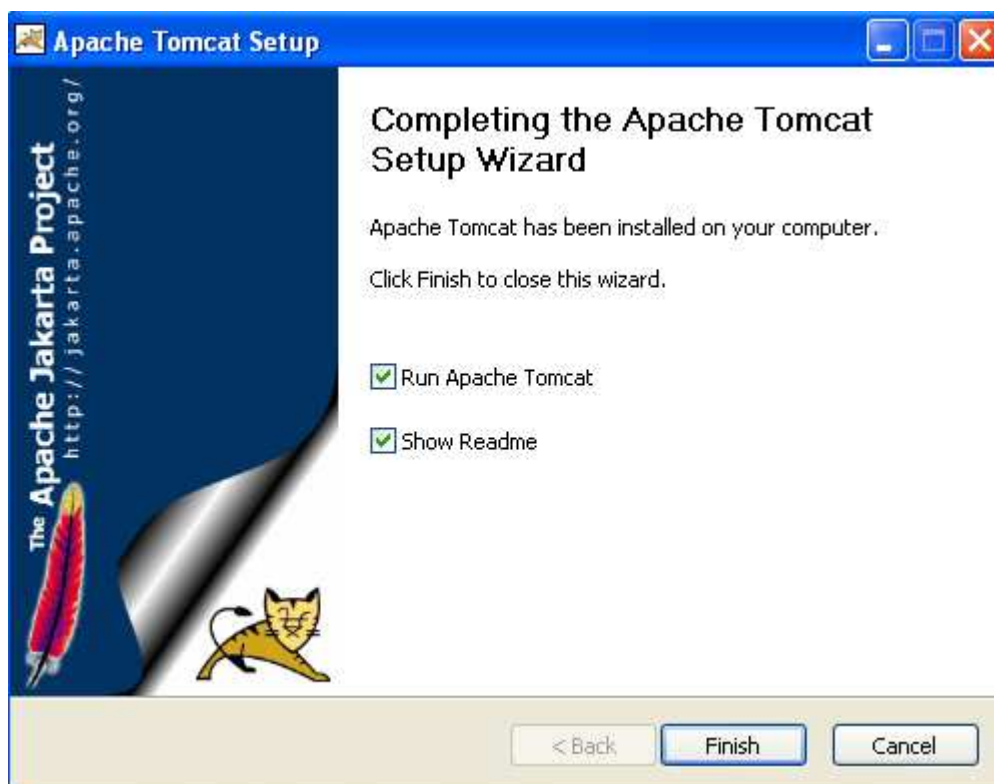 Apache Tomcat Setup
The Apache Jakarta Project
http://jakarta.apache.org/
Completing the Apache Tomcat
Setup Wizard
Apache Tomcat has been installed on your computer.
Click Finish to close this wizard.
Run Apache Tomcat
Show Readme
< Back
Finish
Cancel